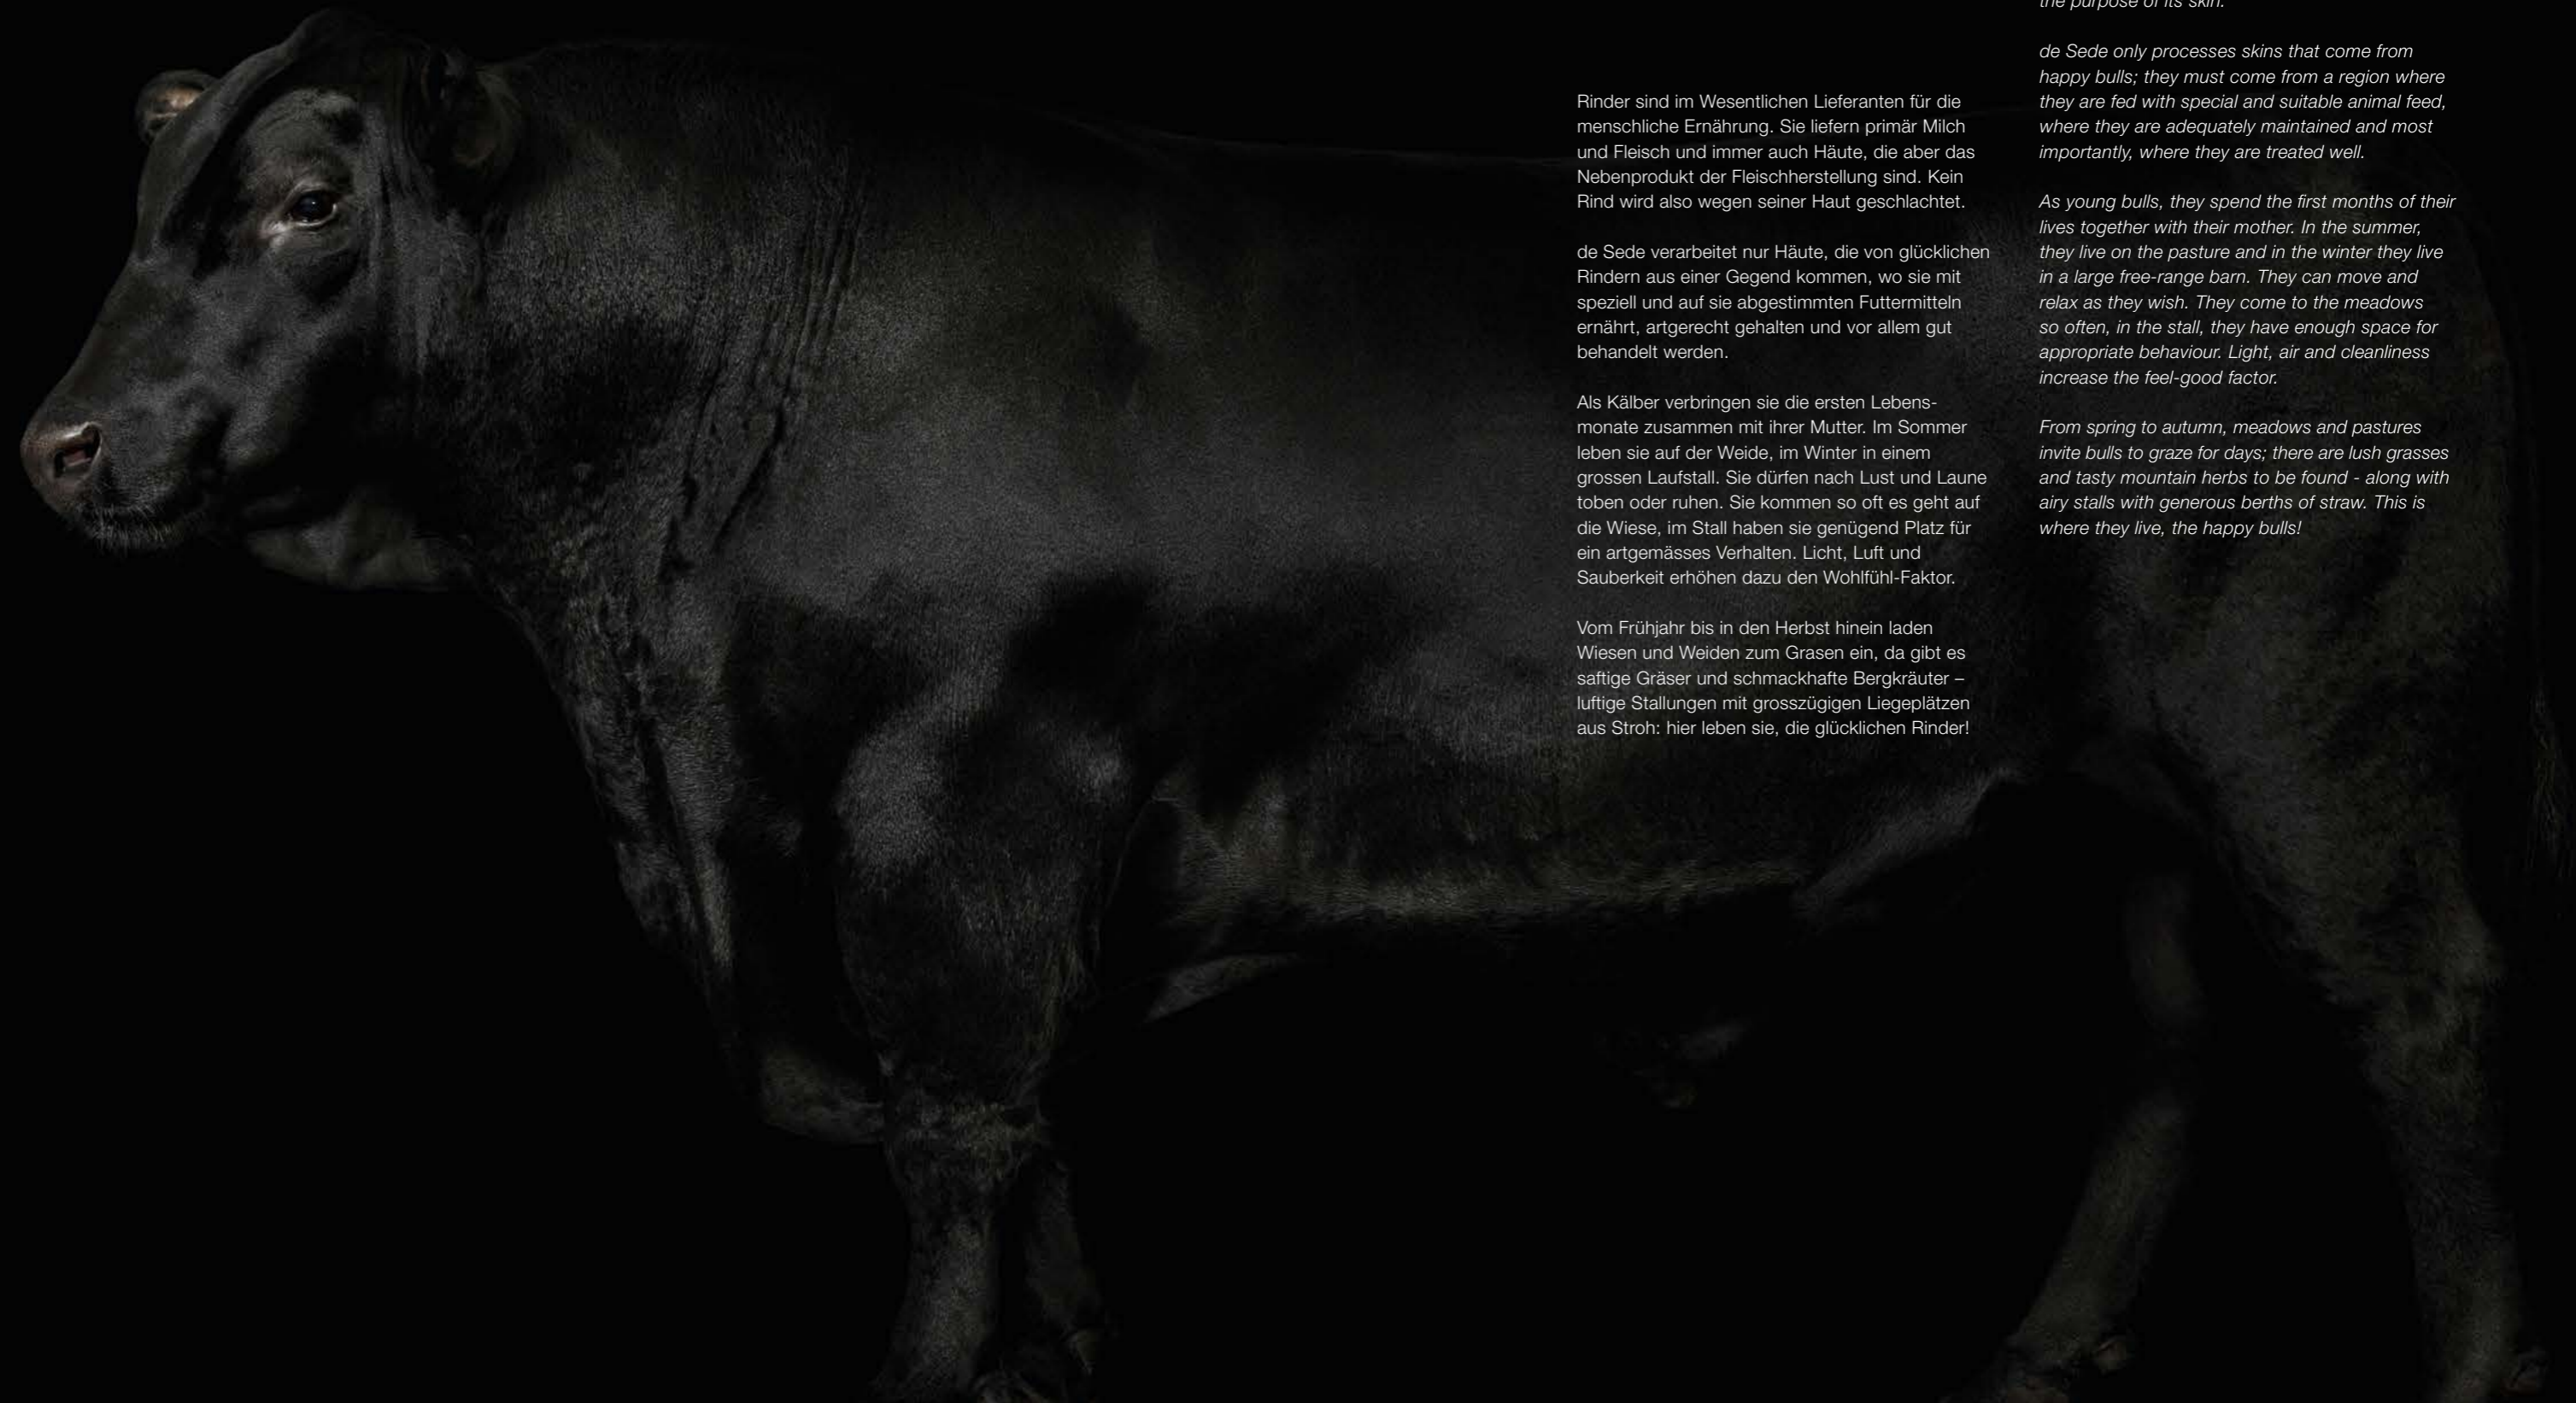 Rinder sind im Wesentlichen Lieferanten für die
menschliche Ernährung. Sie liefern primär Milch
und Fleisch und immer auch Häute, die aber das
Nebenprodukt der Fleischherstellung sind. Kein
Rind wird also wegen seiner Haut geschlachtet.
de Sede verarbeitet nur Häute, die von glücklichen
Rindern aus einer Gegend kommen, wo sie mit
speziell und auf sie abgestimmten Futtermitteln
ernährt, artgerecht gehalten und vor allem gut
behandelt werden.
Als Kälber verbringen sie die ersten Lebens-
monate zusammen mit ihrer Mutter. Im Sommer
leben sie auf der Weide, im Winter in einem
grossen Laufstall. Sie dürfen nach Lust und Laune
toben oder ruhen. Sie kommen so oft es geht auf
die Wiese, im Stall haben sie genügend Platz für
ein artgemässes Verhalten. Licht, Luft und
Sauberkeit erhöhen dazu den Wohlfühl-Faktor.
Vom Frühjahr bis in den Herbst hinein laden
Wiesen und Weiden zum Grasen ein, da gibt es
saftige Gräser und schmackhafte Bergkräuter –
luftige Stallungen mit grosszügigen Liegeplätzen
aus Stroh: hier leben sie, die glücklichen Rinder!
the purpose of its skin.
de Sede only processes skins that come from
happy bulls; they must come from a region where
they are fed with special and suitable animal feed,
where they are adequately maintained and most
importantly, where they are treated well.
As young bulls, they spend the first months of their
lives together with their mother. In the summer,
they live on the pasture and in the winter they live
in a large free-range barn. They can move and
relax as they wish. They come to the meadows
so often, in the stall, they have enough space for
appropriate behaviour. Light, air and cleanliness
increase the feel-good factor.
From spring to autumn, meadows and pastures
invite bulls to graze for days; there are lush grasses
and tasty mountain herbs to be found - along with
airy stalls with generous berths of straw. This is
where they live, the happy bulls!